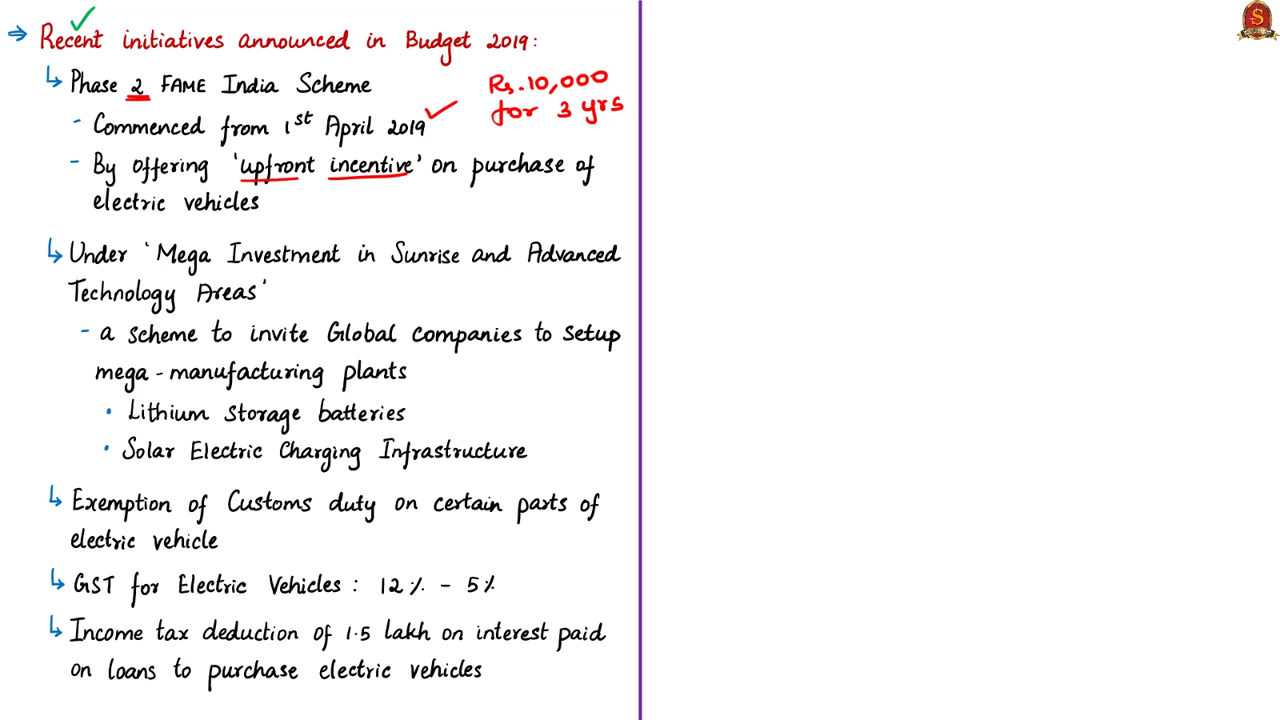 ⇒ Recent initiatives announced in Budget 2019:
↳ Phase 2 FAME India Scheme
Rs.10,000
for 3 yrs
- Commenced from 1st April 2019
- By offering 'upfront incentive' on purchase of
electric vehicles
↳ Under 'Mega Investment in Sunrise and Advanced
Technology Areas'
- a scheme to invite Global companies to setup
mega-manufacturing plants
• Lithium storage batteries
• Solar Electric Charging Infrastructure
↳ Exemption of Customs duty on certain parts of
electric vehicle
↳ GST for Electric Vehicles : 12% - 5%
↳ Income tax deduction of 1.5 lakh on interest paid
on loans to purchase electric vehicles
S